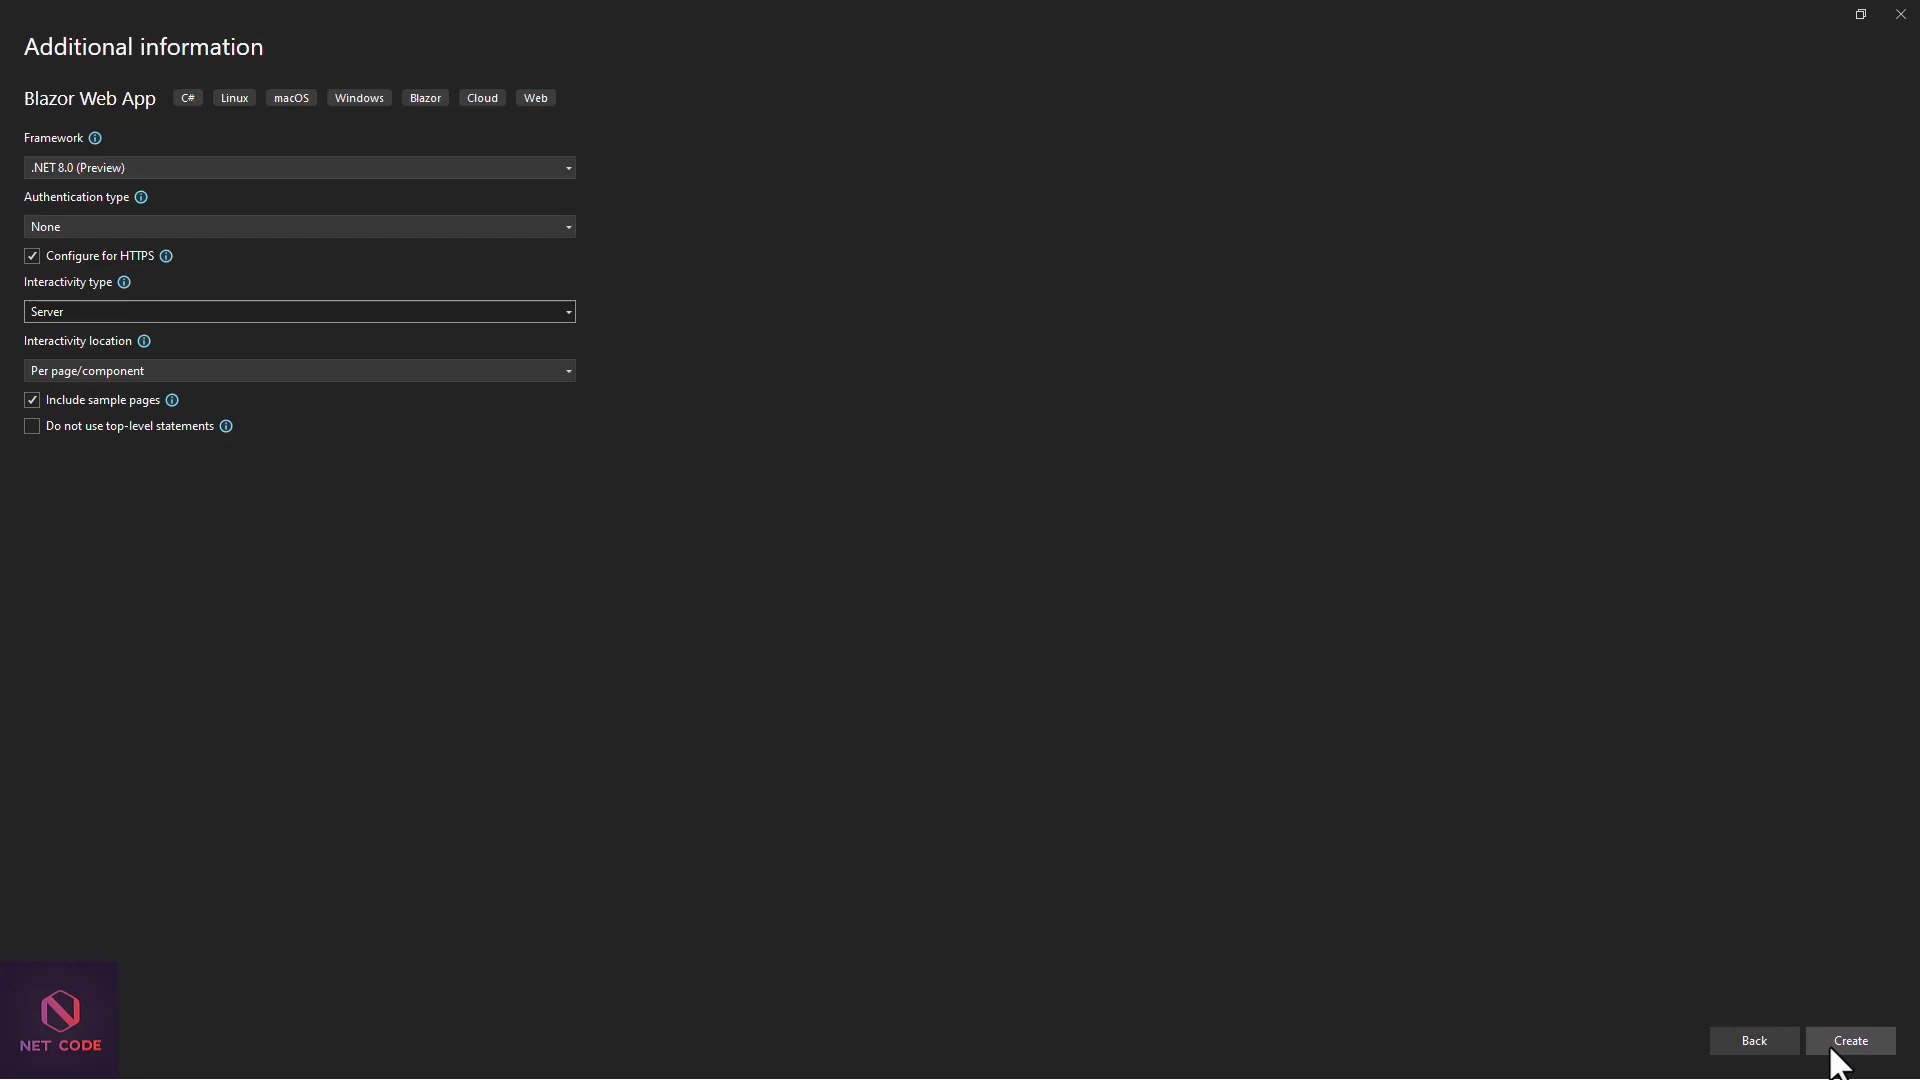 Additional information
Blazor Web App C# Linux macOS Windows Blazor Cloud Web
Framework
.NET 8.0 (Preview)
Authentication type
None
Configure for HTTPS
Interactivity type
Server
Interactivity location
Per page/component
Include sample pages
Do not use top-level statements
NET CODE
Back Create